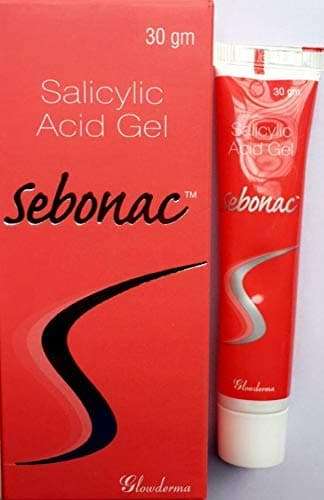 30 gm
Salicylic
Acid Gel
Sebonac™
Glowderma
30 gm
Salicylic
Acid Gel
Sebonac™
Glowderma